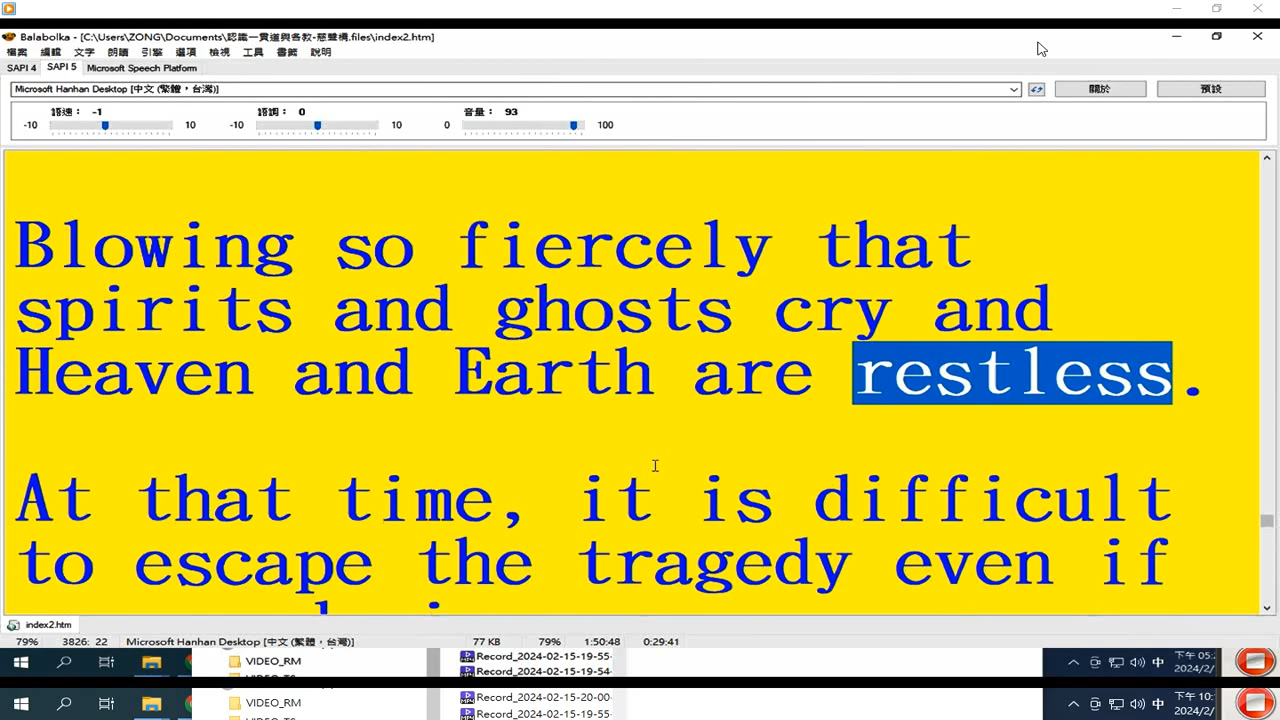 Balabolka - [C:\Users\ZONG\Documents\認識一貫道與各教-慈聲橋.files\index2.htm]
檔案 編輯 文字 朗讀 引擎 選項 檢視 工具 書籤 說明
SAPI 4 SAPI 5 Microsoft Speech Platform
Microsoft Hanhan Desktop [中文 (繁體，台灣)] 關於 預設
語速： -1 語調： 0 音量： 93
-10 10 -10 10 0 100
Blowing so fiercely that
spirits and ghosts cry and
Heaven and Earth are restless.
At that time, it is difficult
to escape the tragedy even if
index2.htm
79% 3826: 22 Microsoft Hanhan Desktop [中文 (繁體，台灣)] 77 KB 79% 1:50:48 0:29:41
VIDEO_RM Record_2024-02-15-19-55- 中 下午 05:
Record_2024-02-15-19-54- 2024/2/
VIDEO_RM Record_2024-02-15-20-00- 中 下午 10:
Record_2024-02-15-19-55- 2024/2/